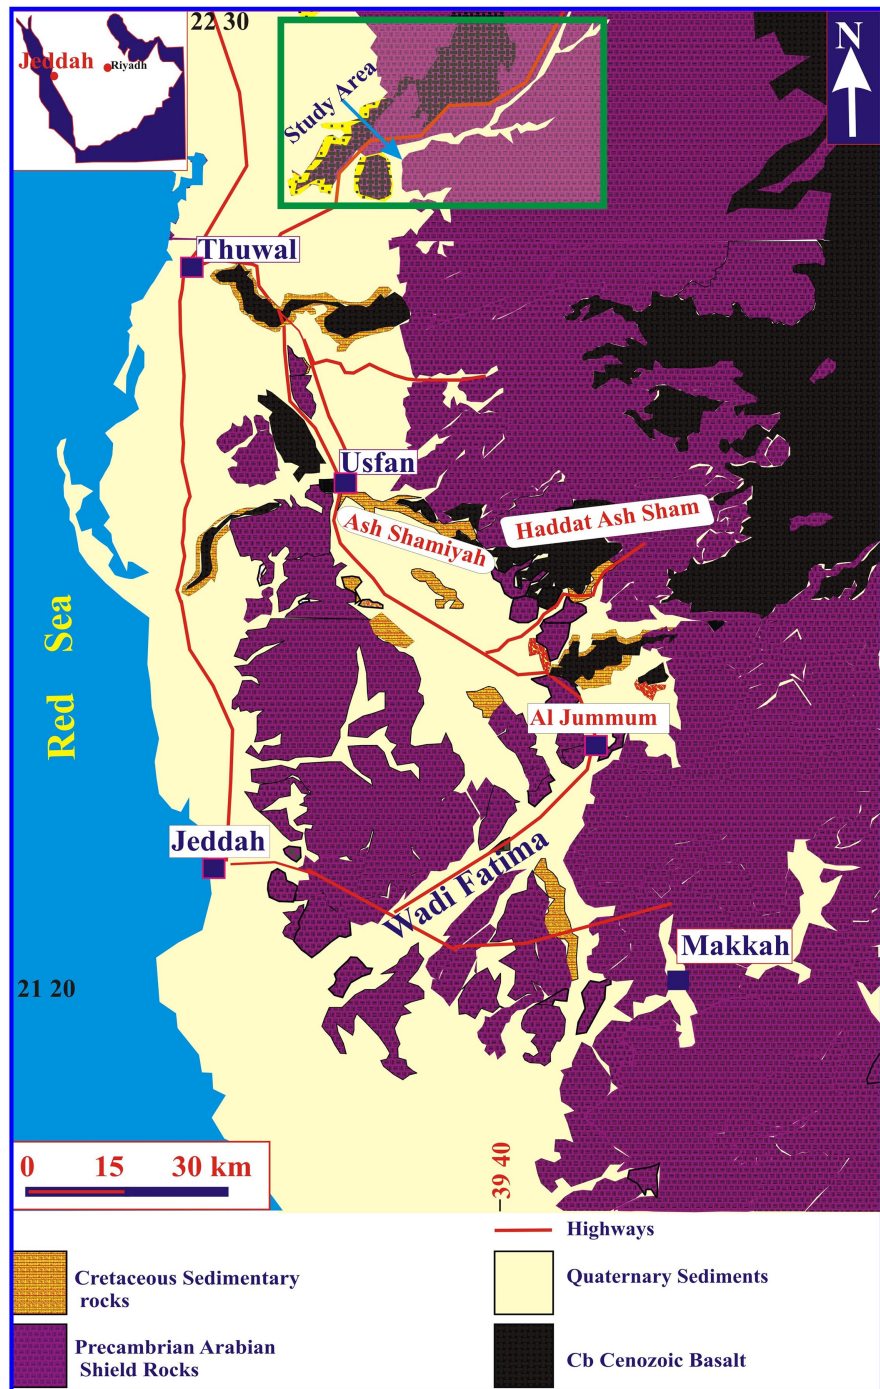 22 30
N
Jeddah
Riyadh
Study Area
Thuwal
Usfan
Ash Shamiyah
Haddat Ash Sham
Red Sea
Al Jummum
Jeddah
Wadi Fatima
Makkah
21 20
39 40
0 15 30 km
Highways
Cretaceous Sedimentary
rocks
Quaternary Sediments
Precambrian Arabian
Shield Rocks
Cb Cenozoic Basalt